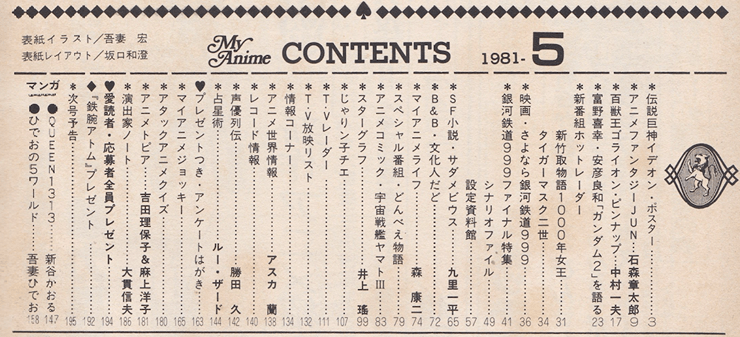 表紙イラスト/吾妻 宏
表紙レイアウト/坂口和澄
My Anime CONTENTS 1981-5
*伝説巨神イデオン・ポスター……3
*アニメファンタジーJUN・石森章太郎……9
*百獣王ゴライオン・ピンナップ・中村一夫……17
*富野喜幸・安彦良和「ガンダム2」を語る……23
*新番組ホットレーダー
新竹取物語1000年女王……31
タイガーマスク二世……34
*映画・さよなら銀河鉄道999……36
*銀河鉄道999ファイナル特集……41
シナリオファイル……49
設定資料館……57
*SF小説・サダメビウス……九里一平……65
*B&B・文化人だど……72
*マイアニメライフ……森 康二……74
*スペシャル番組・どんべえ物語……79
*アニメコミック・宇宙戦艦ヤマトⅢ……83
*スターグラフ……井上 瑤……99
*じゃりン子チエ……107
*T・Vレーダー……111
*T・V放映リスト……132
*情報コーナー……134
*アニメ世界情報……アスカ 蘭……138
*レコード情報……140
*声優列伝……勝田 久……142
*占星術……ルー・ザード……144
♥プレゼントつき・アンケートはがき……163
*マイアニメジョッキー……165
*アタックアニメクイズ……180
*アニメトピア……吉田理保子&麻上洋子……181
*演出家ノート……大貫信夫……186
♥愛読者・応募者全員プレゼント……194
◆『鉄腕アトム』プレゼント……192
*次号予告……195
マンガ
●QUEEN1313……新谷かおる……147
●ひでおの5ワールド……吾妻ひでお……158